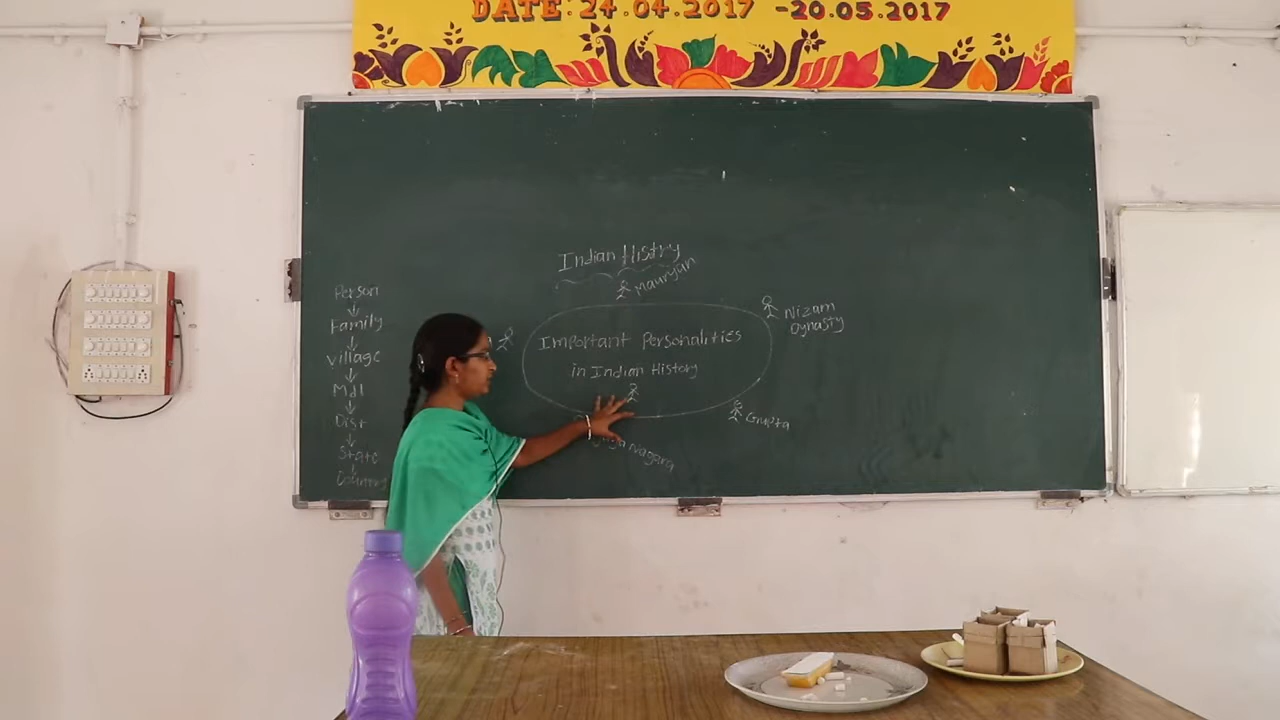 DATE: 24.04.2017 -20.05.2017
Indian Histry
Mauryan
Nizam
Dynasty
Important Personalities
in Indian History
Gupta
Nagara
Person
Family
Village
Mdl
Dist
State
Country